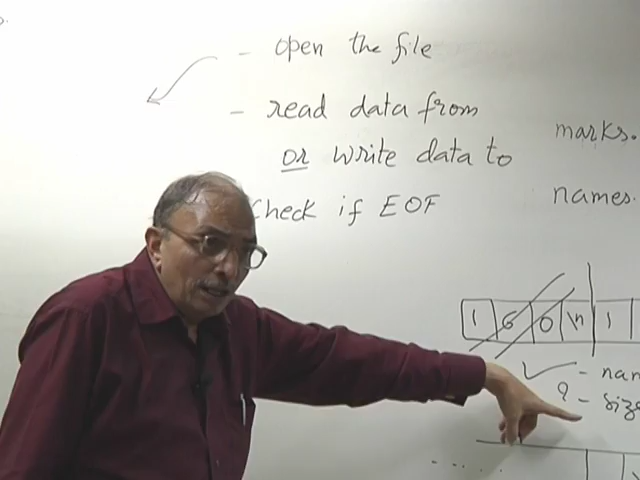 - open the file
- read data from
or write data to
Check if EOF
marks.
names.
1 6 0 \n 1
✓ - nam
? - size
.....